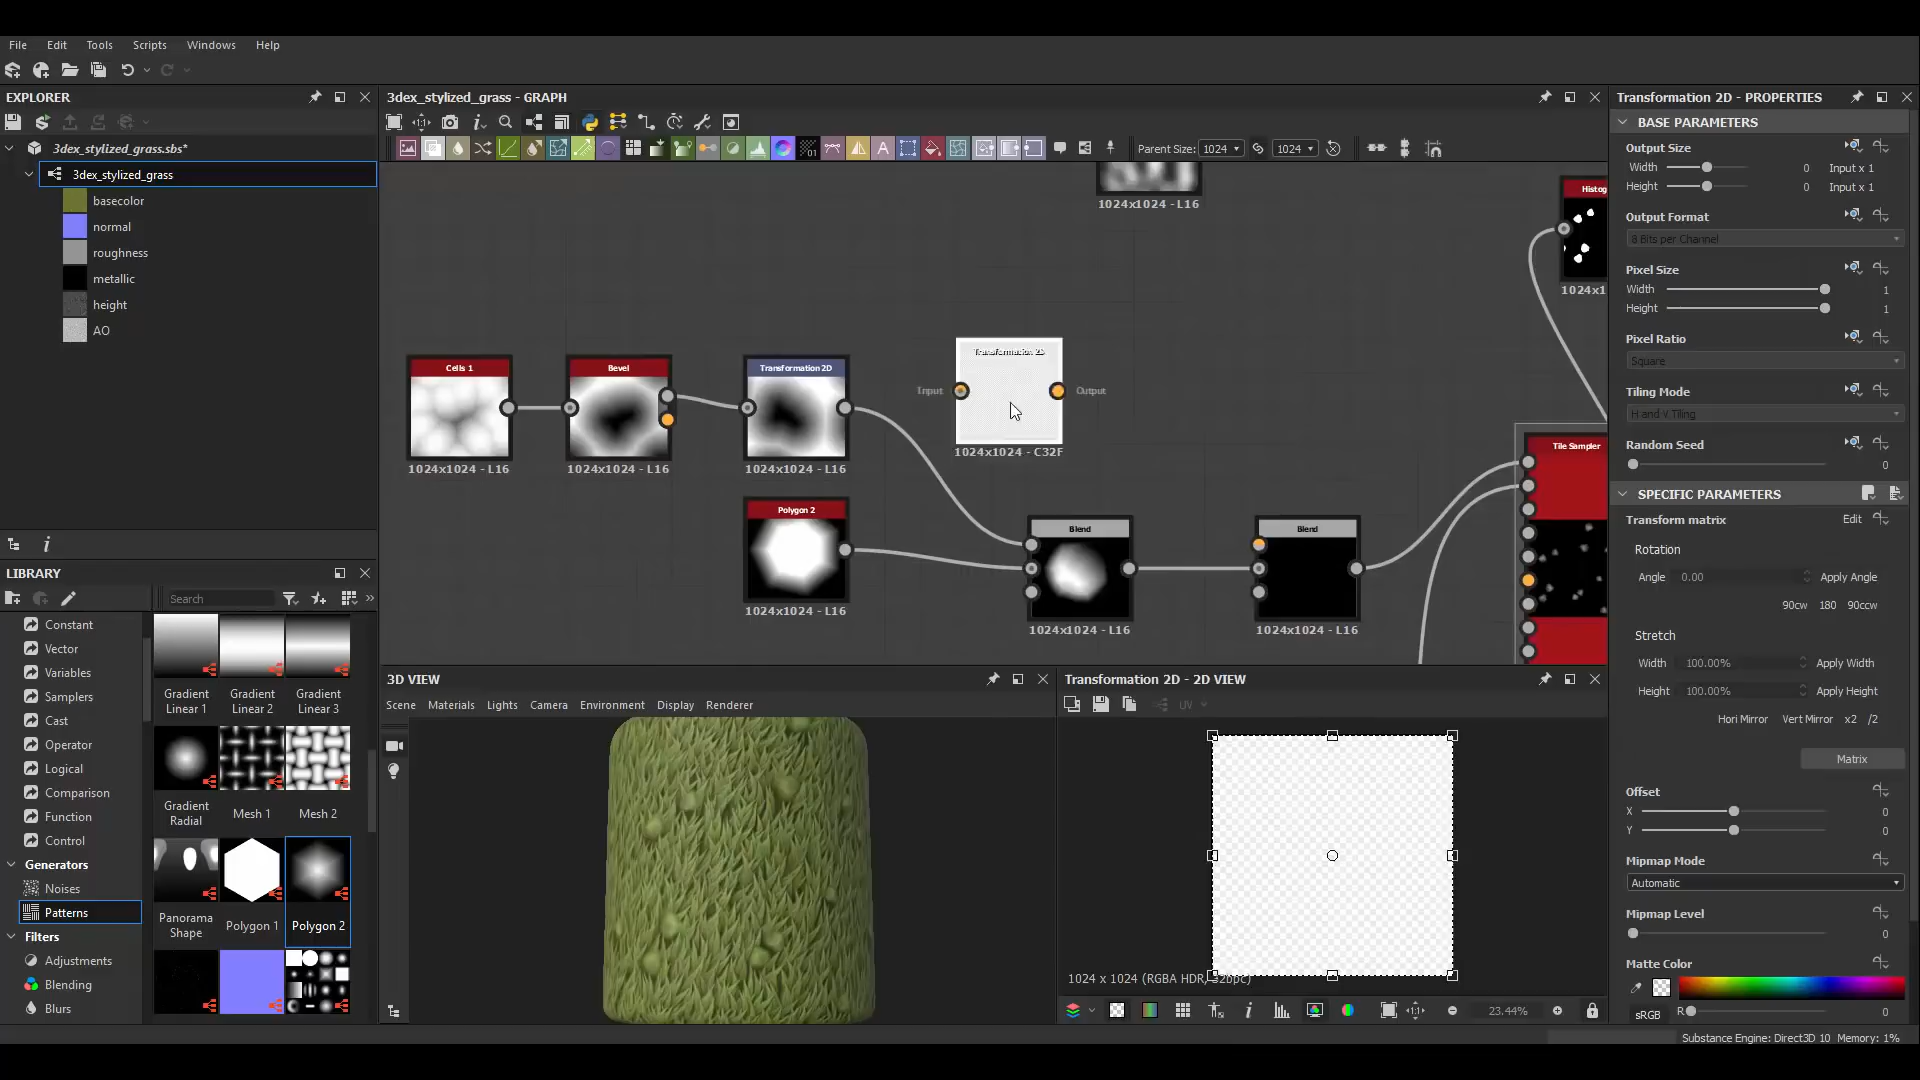 File Edit Tools Scripts Windows Help
EXPLORER
3dex_stylized_grass.sbs*
3dex_stylized_grass
basecolor
normal
roughness
metallic
height
AO
LIBRARY
Search
Constant
Vector
Variables
Samplers
Cast
Operator
Logical
Comparison
Function
Control
Generators
Noises
Patterns
Filters
Adjustments
Blending
Blurs
Gradient Linear 1
Gradient Linear 2
Gradient Linear 3
Gradient Radial
Mesh 1
Mesh 2
Panorama Shape
Polygon 1
Polygon 2
3dex_stylized_grass - GRAPH
Parent Size: 1024 1024
1024x1024 - L16
Histog
1024x1
Cells 1
1024x1024 - L16
Bevel
1024x1024 - L16
Transformation 2D
1024x1024 - L16
Input
Transformation 2D
Output
1024x1024 - C32F
Polygon 2
1024x1024 - L16
Blend
1024x1024 - L16
Blend
1024x1024 - L16
Tile Sampler
3D VIEW
Scene Materials Lights Camera Environment Display Renderer
Transformation 2D - 2D VIEW
UV
1024 x 1024 (RGBA HDR, 32bpc)
23.44%
Transformation 2D - PROPERTIES
BASE PARAMETERS
Output Size
Width 0 Input x 1
Height 0 Input x 1
Output Format
8 Bits per Channel
Pixel Size
Width 1
Height 1
Pixel Ratio
Square
Tiling Mode
H and V Tiling
Random Seed
0
SPECIFIC PARAMETERS
Transform matrix Edit
Rotation
Angle 0.00 Apply Angle
90cw 180 90ccw
Stretch
Width 100.00% Apply Width
Height 100.00% Apply Height
Hori Mirror Vert Mirror x2 /2
Matrix
Offset
X 0
Y 0
Mipmap Mode
Automatic
Mipmap Level
0
Matte Color
sRGB R 0
Substance Engine: Direct3D 10 Memory: 1%